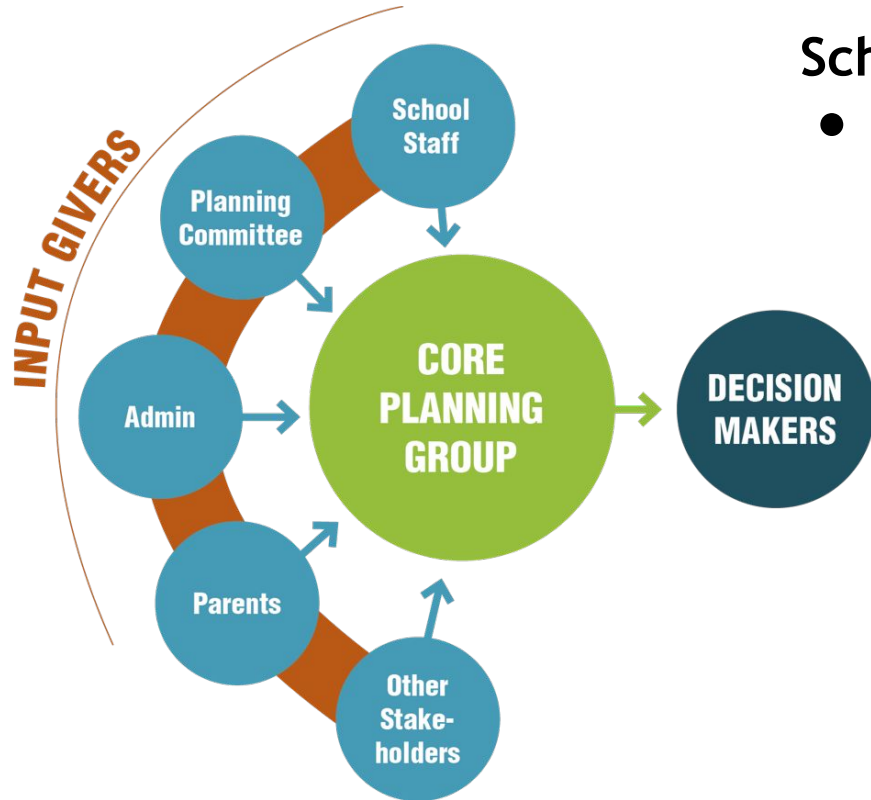 Sch
•
INPUT GIVERS
School
Staff
Planning
Committee
Admin
Parents
Other
Stake-
holders
CORE
PLANNING
GROUP
DECISION
MAKERS